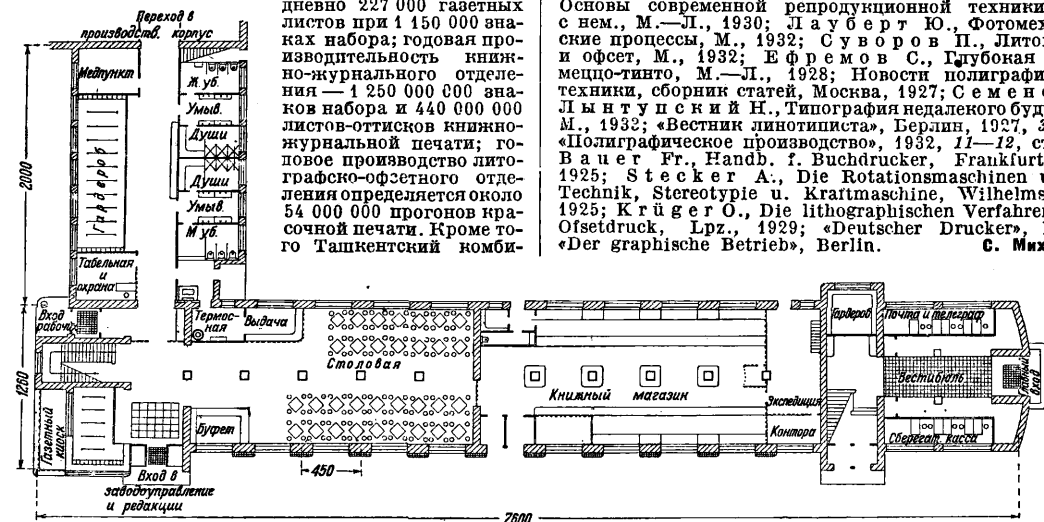 дневно 227 000 газетных
листов при 1 150 000 зна-
ках набора; годовая про-
изводительность книж-
но-журнального отделе-
ния — 1 250 000 000 зна-
ков набора и 440 000 000
листов-оттисков книжно-
журнальной печати; го-
довое производство лито-
графско-офсетного отде-
ления определяется около
54 000 000 прогонов кра-
сочной печати. Кроме то-
го Ташкентский комби-
Основы современной репродукционной техники
с нем., М.—Л., 1930; Лауберт Ю., Фотомех
ские процессы, М., 1932; Суворов П., Лито
и офсет, М., 1932; Ефремов С., Глубокая
меццо-тинто, М.—Л., 1928; Новости полиграфи
техники, сборник статей, Москва, 1927; Семен
Лынтупский Н., Типография недалекого буд
М., 1932; «Вестник линотиписта», Берлин, 1927,
«Полиграфическое производство», 1932, 11—12, ст
Bauer Fr., Handb. f. Buchdrucker, Frankfurt
1925; Stecker A., Die Rotationsmaschinen u
Technik, Stereotypie u. Kraftmaschine, Wilhelms
1925; Krüger O., Die lithographischen Verfahre
Ofsetdruck, Lpz., 1929; «Deutscher Drucker»,
«Der graphische Betrieb», Berlin.
С. Мих
Переход в
производств. корпус
Медпункт
Ж. уб.
Умыв.
Души
Гардероб
Души
Умыв.
М. уб.
Табельная
и
охрана
2000
Вход
рабочих
Термос-
ная
Выдача
Столовая
Гардероб
Почта и телеграф
Вестибюль
Главный
вход
1260
Книжный магазин
Экспедиция
Газетный
киоск
Буфет
Контора
Сберегат. касса
450
Вход в
заводоуправление
и редакции
7600